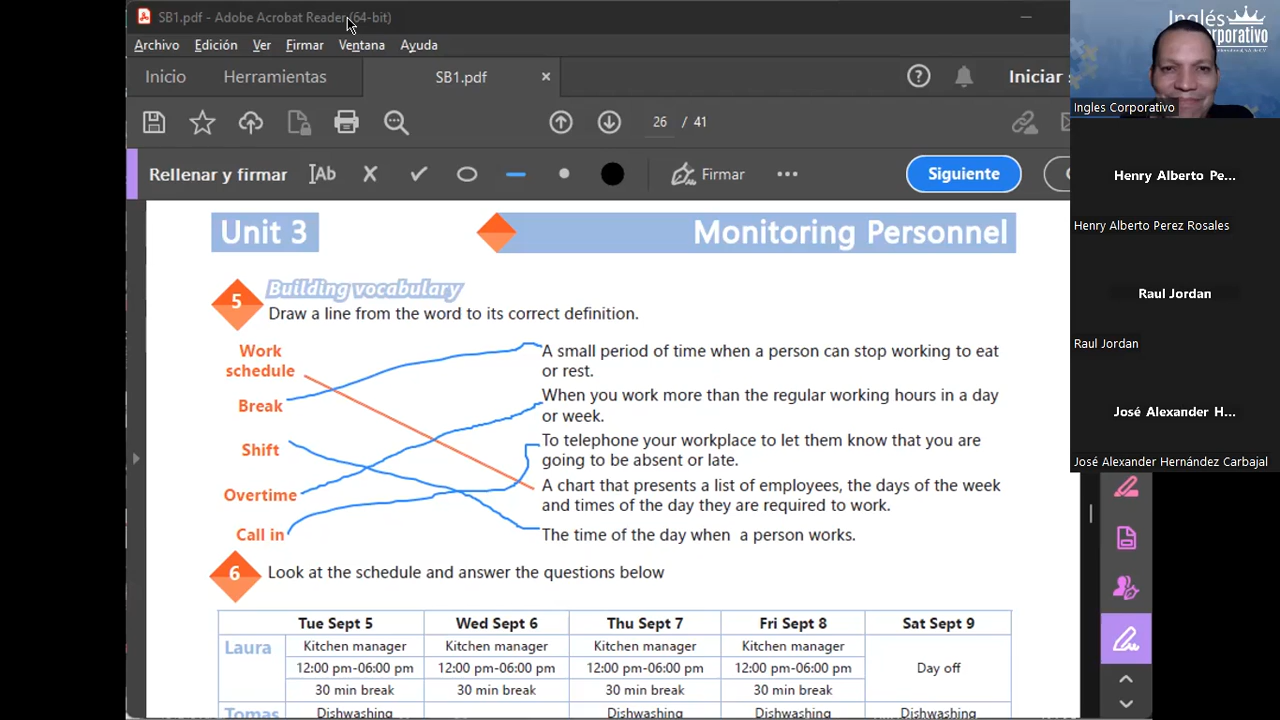 SB1.pdf - Adobe Acrobat Reader (64-bit)
Archivo Edición Ver Firmar Ventana Ayuda
Inicio Herramientas SB1.pdf × Iniciar
26 / 41
Rellenar y firmar Ab Firmar Siguiente
Unit 3 Monitoring Personnel
5 Building vocabulary
Draw a line from the word to its correct definition.
Work
schedule
Break
Shift
Overtime
Call in
A small period of time when a person can stop working to eat
or rest.
When you work more than the regular working hours in a day
or week.
To telephone your workplace to let them know that you are
going to be absent or late.
A chart that presents a list of employees, the days of the week
and times of the day they are required to work.
The time of the day when a person works.
6 Look at the schedule and answer the questions below
Tue Sept 5 Wed Sept 6 Thu Sept 7 Fri Sept 8 Sat Sept 9
Laura Kitchen manager Kitchen manager Kitchen manager Kitchen manager
12:00 pm-06:00 pm 12:00 pm-06:00 pm 12:00 pm-06:00 pm 12:00 pm-06:00 pm Day off
30 min break 30 min break 30 min break 30 min break
Tomas Dishwashing Dishwashing Dishwashing Dishwashing
Inglés
Corporativo
Ingles Corporativo
Henry Alberto Pe...
Henry Alberto Perez Rosales
Raul Jordan
Raul Jordan
José Alexander H...
José Alexander Hernández Carbajal